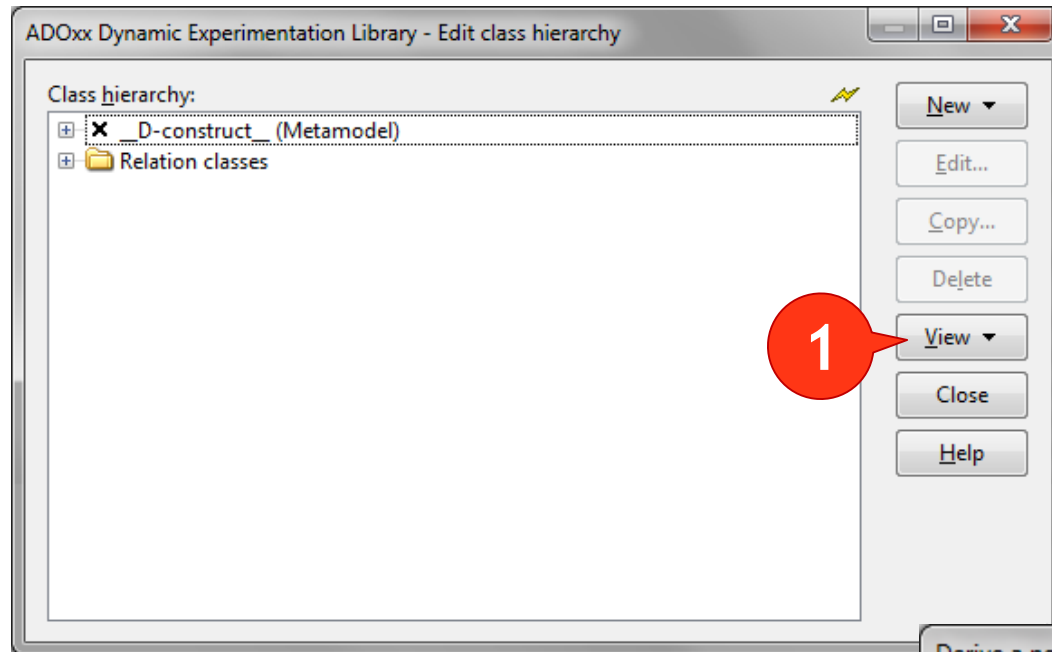 ADOxx Dynamic Experimentation Library - Edit class hierarchy
Class hierarchy:
__D-construct__ (Metamodel)
Relation classes
New
Edit...
Copy...
Delete
1
View
Close
Help